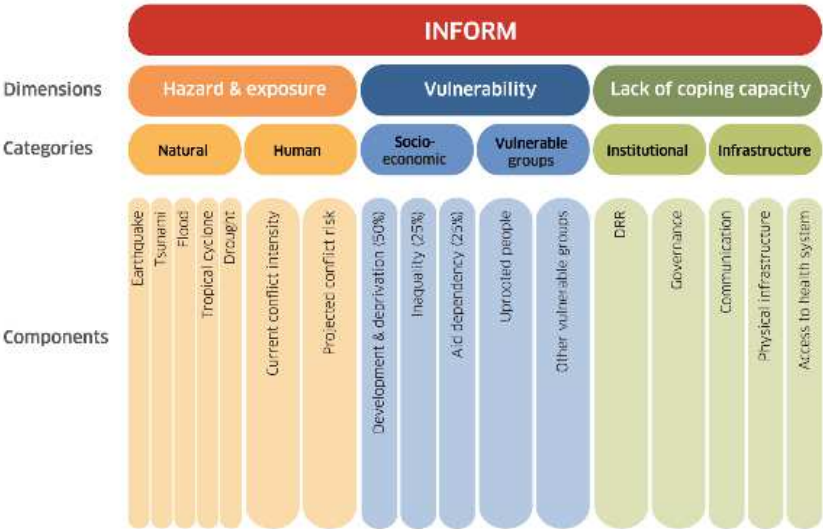 INFORM
Dimensions
Hazard & exposure
Vulnerability
Lack of coping capacity
Categories
Natural
Human
Socio-
economic
Vulnerable
groups
Institutional
Infrastructure
Components
Earthquake
Tsunami
Flood
Tropical cyclone
Drought
Current conflict intensity
Projected conflict risk
Development & deprivation (50%)
Inaquality (25%)
Aid dependency (25%)
Uprooted people
Other vulnerable groups
DRR
Governance
Communication
Physical infrastructure
Access to health system